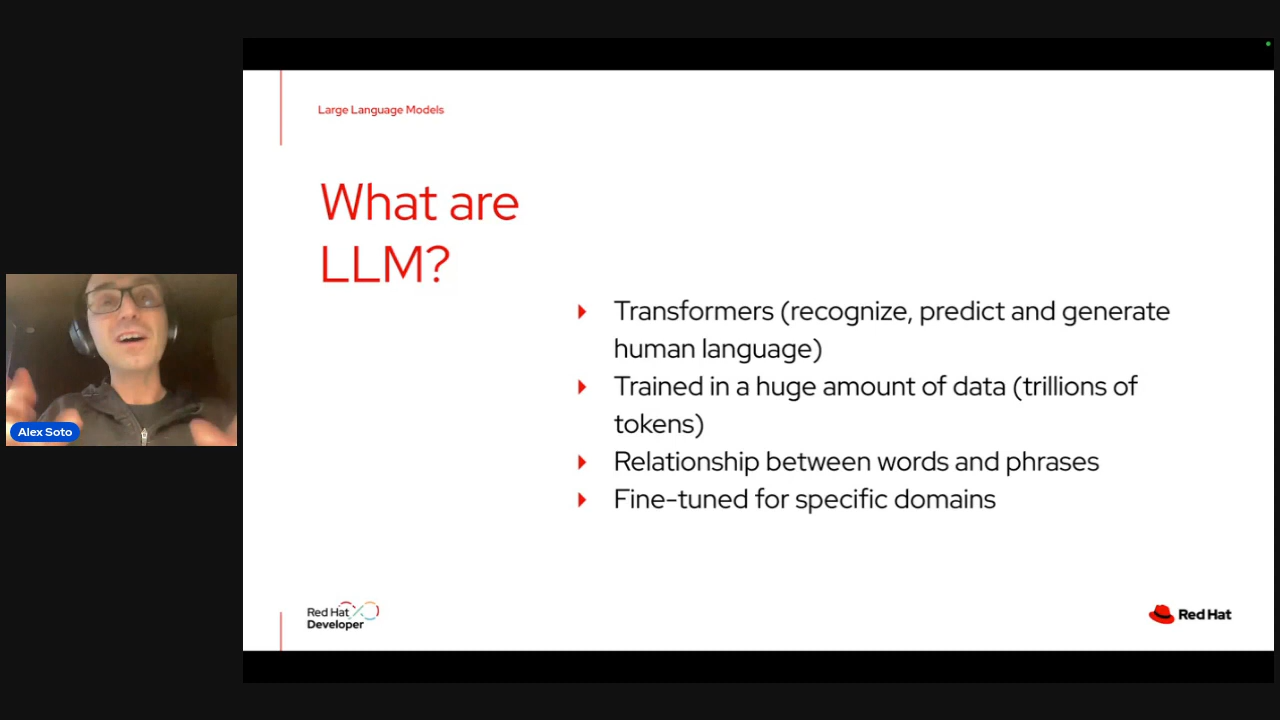 Large Language Models
What are
LLM?
Transformers (recognize, predict and generate
human language)
Trained in a huge amount of data (trillions of
tokens)
Relationship between words and phrases
Fine-tuned for specific domains
Alex Soto
Red Hat
Developer
Red Hat